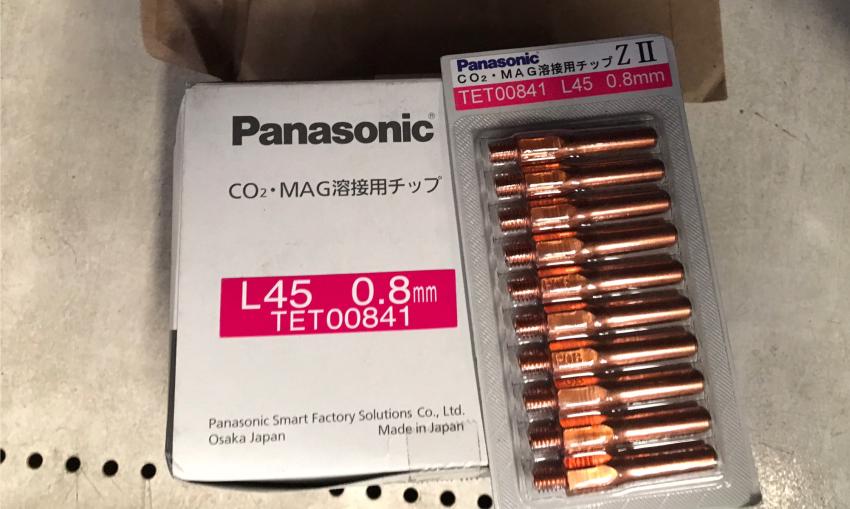 Panasonic®
CO₂・MAG溶接用チップ
L45 0.8mm
TET00841
Panasonic Smart Factory Solutions Co., Ltd.
Osaka Japan Made in Japan
Panasonic
CO₂・MAG溶接用チップ ZⅡ
TET00841 L45 0.8mm